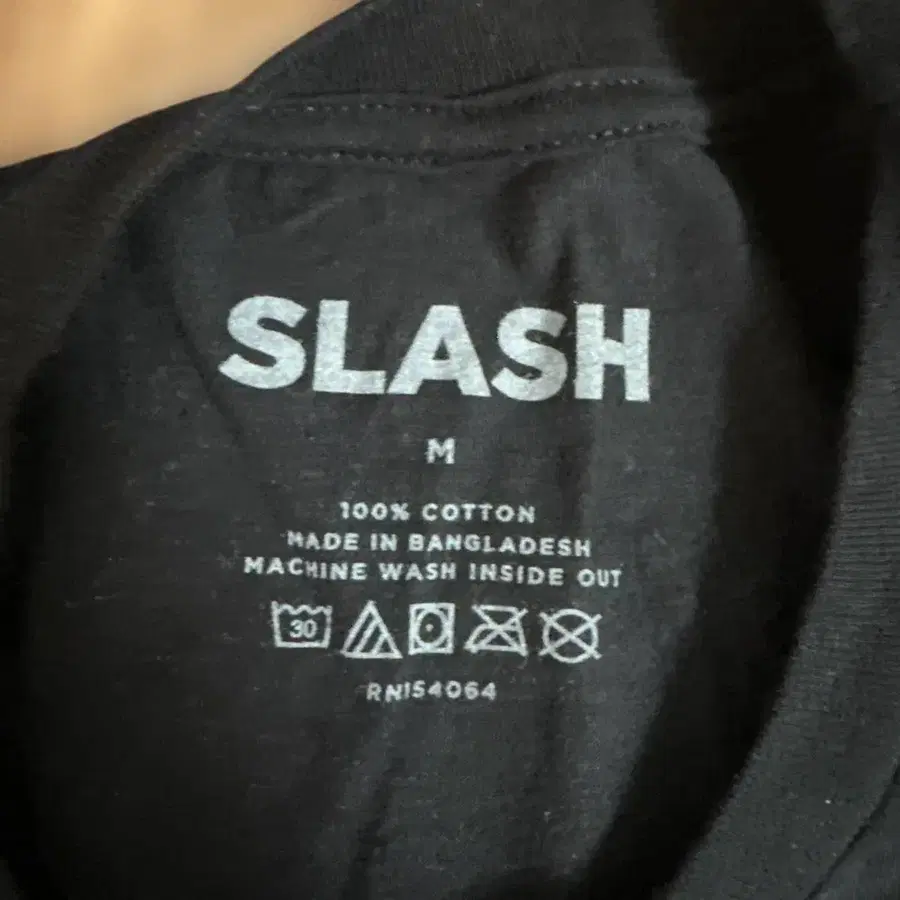 SLASH
M
100% COTTON
MADE IN BANGLADESH
MACHINE WASH INSIDE OUT
30
RN154064